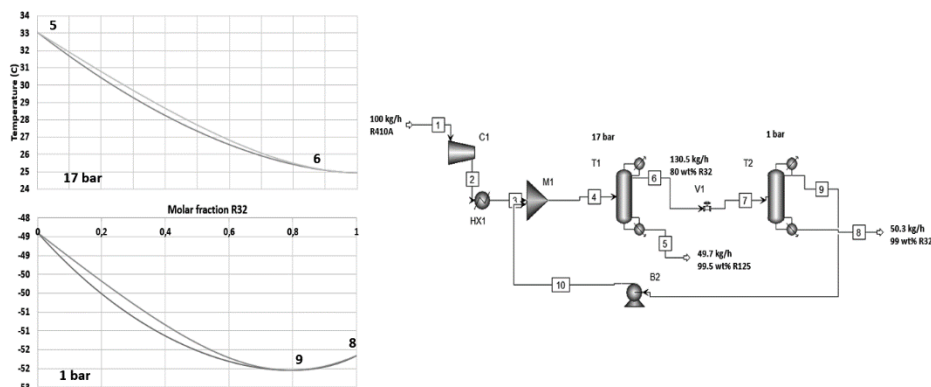 34
33
32
31
30
29
28
27
26
25
24
Temperature (C)
5
6
17 bar
Molar fraction R32
0 0,2 0,4 0,6 0,8 1
-48
-49
-50
-50
-51
-52
-52
-53
9
8
1 bar
100 kg/h
R410A
1
C1
2
HX1
3
M1
4
17 bar
T1
5
49.7 kg/h
99.5 wt% R125
6
130.5 kg/h
80 wt% R32
V1
7
1 bar
T2
9
8
50.3 kg/h
99 wt% R32
B2
10